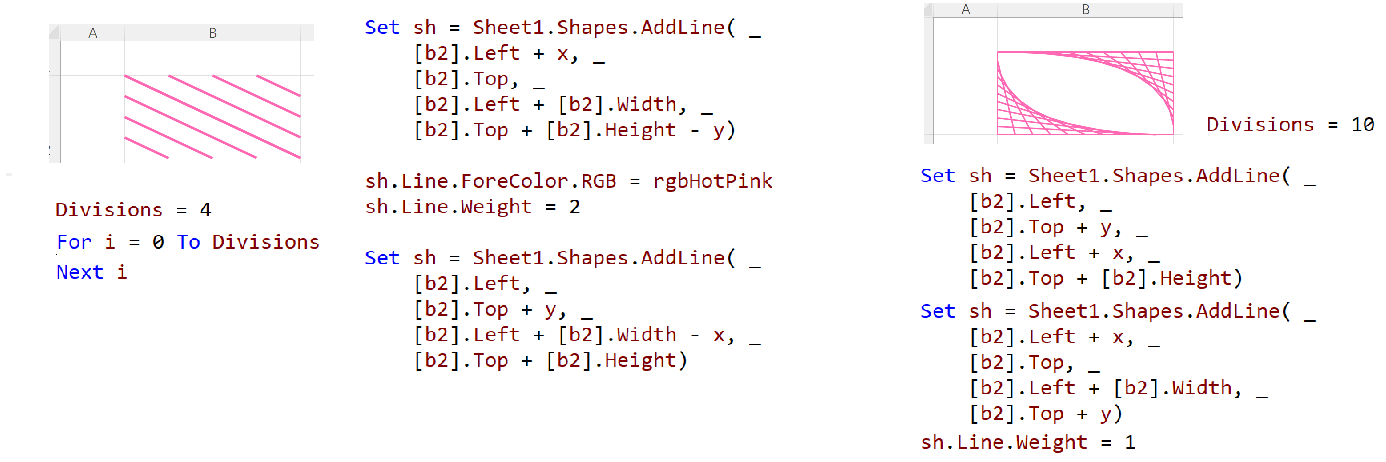 A B
Divisions = 4
For i = 0 To Divisions
Next i
Set sh = Sheet1.Shapes.AddLine( _
[b2].Left + x, _
[b2].Top, _
[b2].Left + [b2].Width, _
[b2].Top + [b2].Height - y)
sh.Line.ForeColor.RGB = rgbHotPink
sh.Line.Weight = 2
Set sh = Sheet1.Shapes.AddLine( _
[b2].Left, _
[b2].Top + y, _
[b2].Left + [b2].Width - x, _
[b2].Top + [b2].Height)
A B
Divisions = 10
Set sh = Sheet1.Shapes.AddLine( _
[b2].Left, _
[b2].Top + y, _
[b2].Left + x, _
[b2].Top + [b2].Height)
Set sh = Sheet1.Shapes.AddLine( _
[b2].Left + x, _
[b2].Top, _
[b2].Left + [b2].Width, _
[b2].Top + y)
sh.Line.Weight = 1